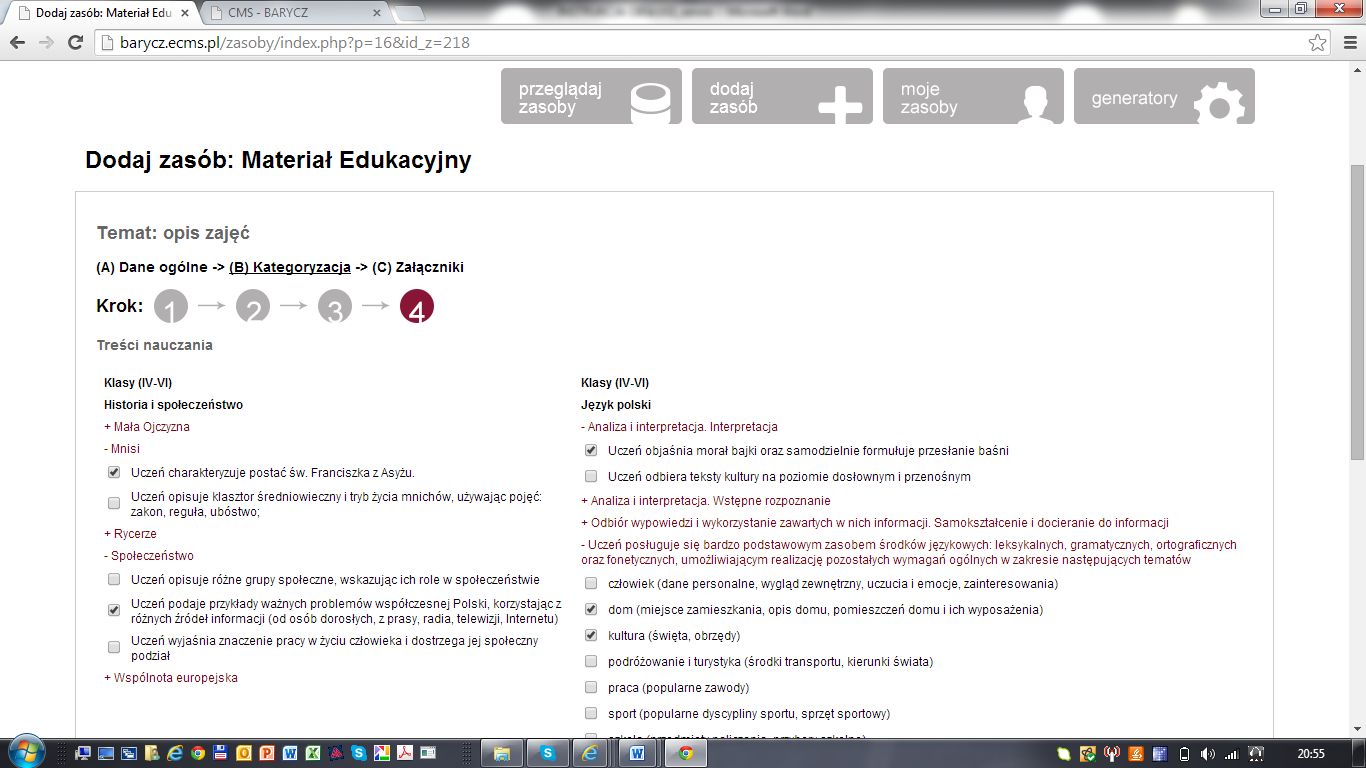 Dodaj zasób: Materiał Edu
CMS - BARYCZ
barycz.ecms.pl/zasoby/index.php?p=16&id_z=218
przeglądaj zasoby
dodaj zasób
moje zasoby
generatory
Dodaj zasób: Materiał Edukacyjny
Temat: opis zajęć
(A) Dane ogólne -> (B) Kategoryzacja -> (C) Załączniki
Krok: 1 2 3 4
Treści nauczania
Klasy (IV-VI)
Historia i społeczeństwo
+ Mała Ojczyzna
- Mnisi
Uczeń charakteryzuje postać św. Franciszka z Asyżu.
Uczeń opisuje klasztor średniowieczny i tryb życia mnichów, używając pojęć:
zakon, reguła, ubóstwo;
+ Rycerze
- Społeczeństwo
Uczeń opisuje różne grupy społeczne, wskazując ich role w społeczeństwie
Uczeń podaje przykłady ważnych problemów współczesnej Polski, korzystając z
różnych źródeł informacji (od osób dorosłych, z prasy, radia, telewizji, Internetu)
Uczeń wyjaśnia znaczenie pracy w życiu człowieka i dostrzega jej społeczny
podział
+ Wspólnota europejska
Klasy (IV-VI)
Język polski
- Analiza i interpretacja. Interpretacja
Uczeń objaśnia morał bajki oraz samodzielnie formułuje przesłanie baśni
Uczeń odbiera teksty kultury na poziomie dosłownym i przenośnym
+ Analiza i interpretacja. Wstępne rozpoznanie
+ Odbiór wypowiedzi i wykorzystanie zawartych w nich informacji. Samokształcenie i docieranie do informacji
- Uczeń posługuje się bardzo podstawowym zasobem środków językowych: leksykalnych, gramatycznych, ortograficznych
oraz fonetycznych, umożliwiającym realizację pozostałych wymagań ogólnych w zakresie następujących tematów
człowiek (dane personalne, wygląd zewnętrzny, uczucia i emocje, zainteresowania)
dom (miejsce zamieszkania, opis domu, pomieszczeń domu i ich wyposażenia)
kultura (święta, obrzędy)
podróżowanie i turystyka (środki transportu, kierunki świata)
praca (popularne zawody)
sport (popularne dyscypliny sportu, sprzęt sportowy)
20:55